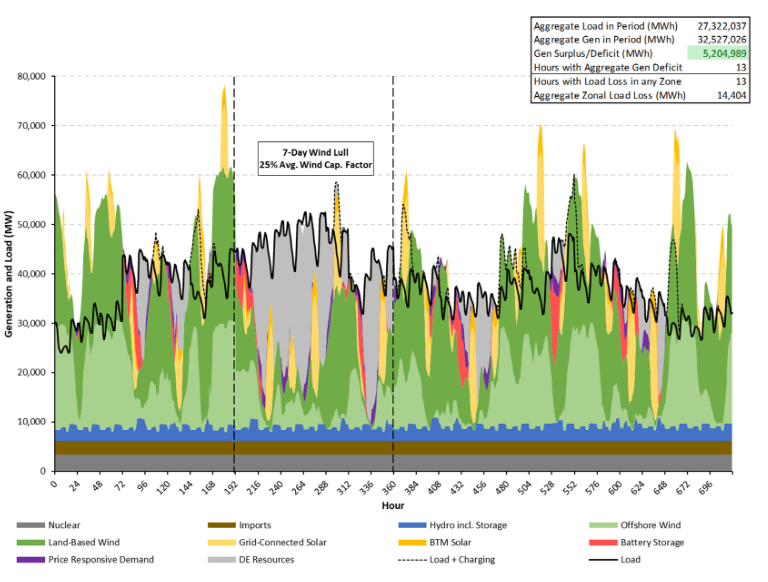 Aggregate Load in Period (MWh) 27,322,037
Aggregate Gen in Period (MWh) 32,527,026
Gen Surplus/Deficit (MWh) 5,204,989
Hours with Aggregate Gen Deficit 13
Hours with Load Loss in any Zone 13
Aggregate Zonal Load Loss (MWh) 14,404
80,000
70,000
60,000
50,000
40,000
30,000
20,000
10,000
0
Generation and Load (MW)
7-Day Wind Lull
25% Avg. Wind Cap. Factor
0 24 48 72 96 120 144 168 192 216 240 264 288 312 336 360 384 408 432 456 480 504 528 552 576 600 624 648 672 696
Hour
Nuclear Imports Hydro incl. Storage Offshore Wind
Land-Based Wind Grid-Connected Solar BTM Solar Battery Storage
Price Responsive Demand DE Resources Load + Charging Load